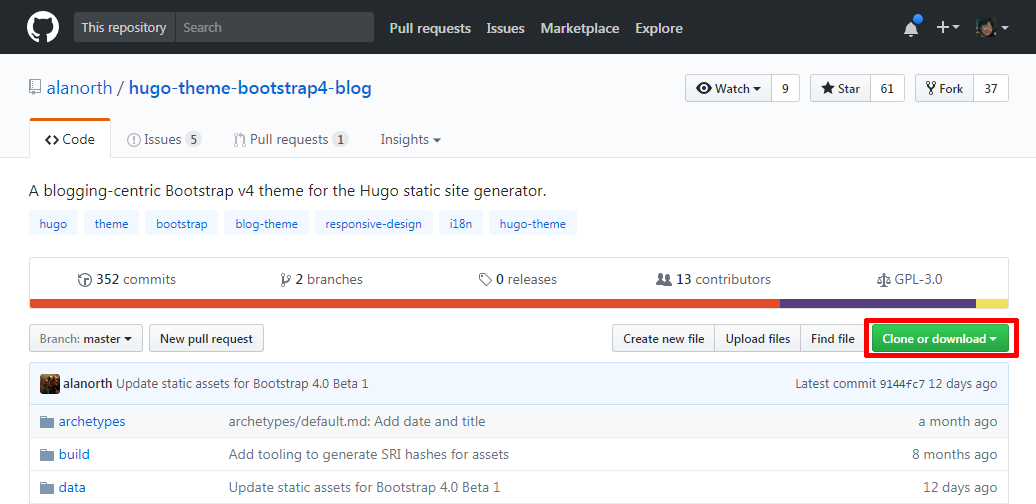 This repository Search Pull requests Issues Marketplace Explore
alanorth / hugo-theme-bootstrap4-blog Watch 9 Star 61 Fork 37
Code Issues 5 Pull requests 1 Insights
A blogging-centric Bootstrap v4 theme for the Hugo static site generator.
hugo theme bootstrap blog-theme responsive-design i18n hugo-theme
352 commits 2 branches 0 releases 13 contributors GPL-3.0
Branch: master New pull request Create new file Upload files Find file Clone or download
alanorth Update static assets for Bootstrap 4.0 Beta 1 Latest commit 9144fc7 12 days ago
archetypes archetypes/default.md: Add date and title a month ago
build Add tooling to generate SRI hashes for assets 8 months ago
data Update static assets for Bootstrap 4.0 Beta 1 12 days ago